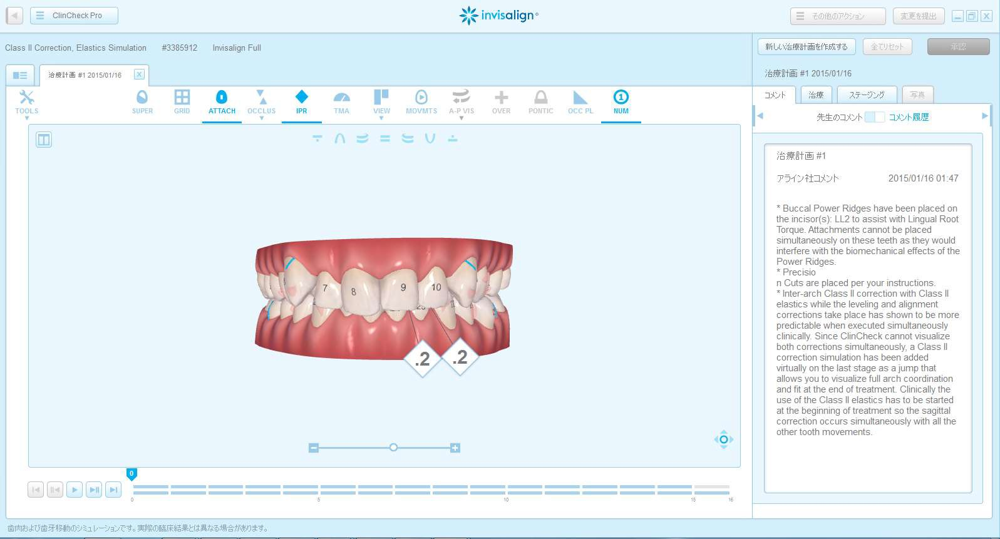 ClinCheck Pro
invisalign
その他のアクション
変更を提出
Class II Correction, Elastics Simulation #3385912 Invisalign Full
新しい治療計画を作成する
全てリセット
承認
治療計画 #1 2015/01/16
X
治療計画 #1 2015/01/16
コメント
治療
ステージング
写真
TOOLS
SUPER
GRID
ATTACH
OCCLUS
IPR
TMA
VIEW
MOVMTS
A-P VIS
OVER
PONTIC
OCC PL
NUM
先生のコメント
コメント履歴
治療計画 #1
アライン社コメント 2015/01/16 01:47
* Buccal Power Ridges have been placed on
the incisor(s): LL2 to assist with Lingual Root
Torque. Attachments cannot be placed
simultaneously on these teeth as they would
interfere with the biomechanical effects of the
Power Ridges.
* Precisio
n Cuts are placed per your instructions.
* Inter-arch Class II correction with Class II
elastics while the leveling and alignment
corrections take place has shown to be more
predictable when executed simultaneously
clinically. Since ClinCheck cannot visualize
both corrections simultaneously, a Class II
correction simulation has been added
virtually on the last stage as a jump that
allows you to visualize full arch coordination
and fit at the end of treatment. Clinically the
use of the Class II elastics has to be started
at the beginning of treatment so the sagittal
correction occurs simultaneously with all the
other tooth movements.
7 8 9 10
.2 .2
0
0 5 10 15 16
歯肉および歯牙移動のシミュレーションです。実際の臨床結果とは異なる場合があります。